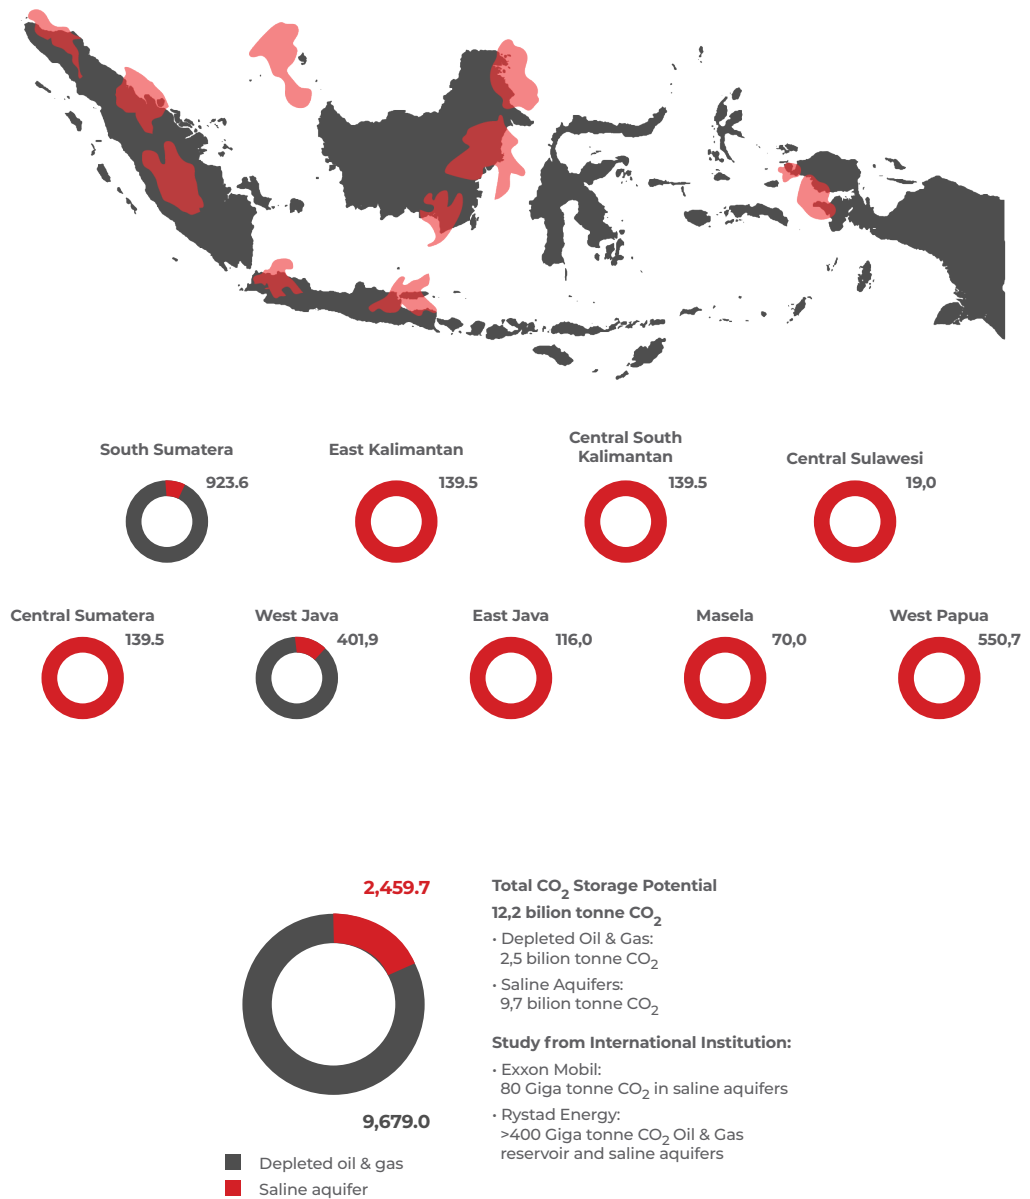 South Sumatera
923.6
East Kalimantan
139.5
Central South
Kalimantan
139.5
Central Sulawesi
19,0
Central Sumatera
139.5
West Java
401,9
East Java
116,0
Masela
70,0
West Papua
550,7
2,459.7
9,679.0
Depleted oil & gas
Saline aquifer
Total CO₂ Storage Potential
12,2 bilion tonne CO₂
• Depleted Oil & Gas:
2,5 bilion tonne CO₂
• Saline Aquifers:
9,7 bilion tonne CO₂
Study from International Institution:
• Exxon Mobil:
80 Giga tonne CO₂ in saline aquifers
• Rystad Energy:
>400 Giga tonne CO₂ Oil & Gas
reservoir and saline aquifers